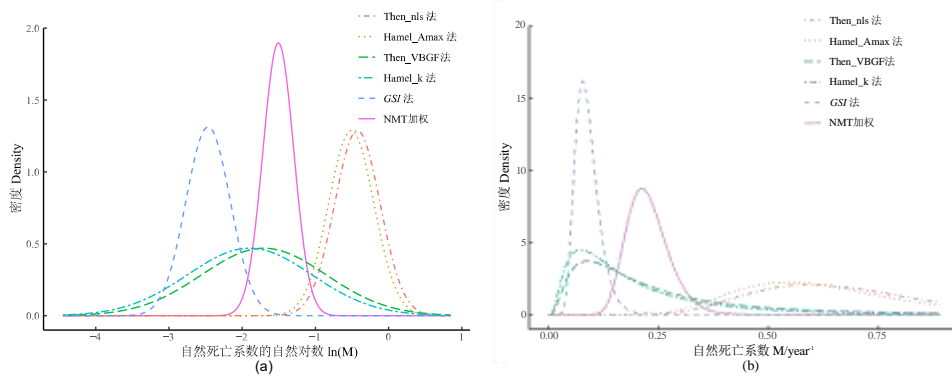 Then_nls 法
Hamel_Amax 法
Then_VBGF法
Hamel_k 法
GSI 法
NMT加权
2.0
1.5
1.0
0.5
0.0
密度 Density
−4
−3
−2
−1
0
1
自然死亡系数的自然对数 ln(M)
(a)
Then_nls 法
Hamel_Amax 法
Then_VBGF法
Hamel_k 法
GSI 法
NMT加权
20
15
10
5
0
密度 Density
0.00
0.25
0.50
0.75
自然死亡系数 M/year⁻¹
(b)